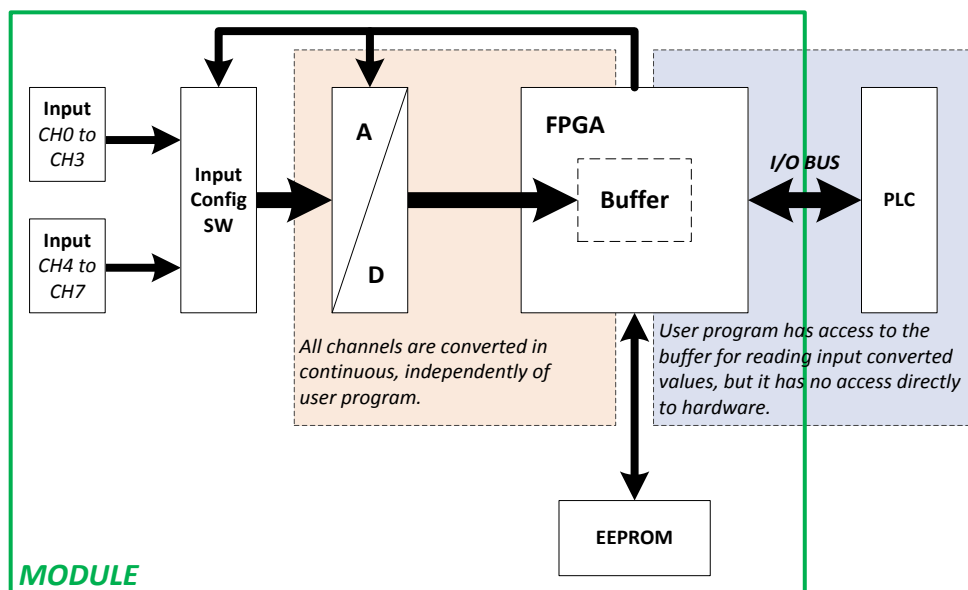 Input
CH0 to
CH3
Input
CH4 to
CH7
Input
Config
SW
A
D
FPGA
Buffer
I/O BUS
PLC
All channels are converted in
continuous, independently of
user program.
User program has access to the
buffer for reading input converted
values, but it has no access directly
to hardware.
EEPROM
MODULE